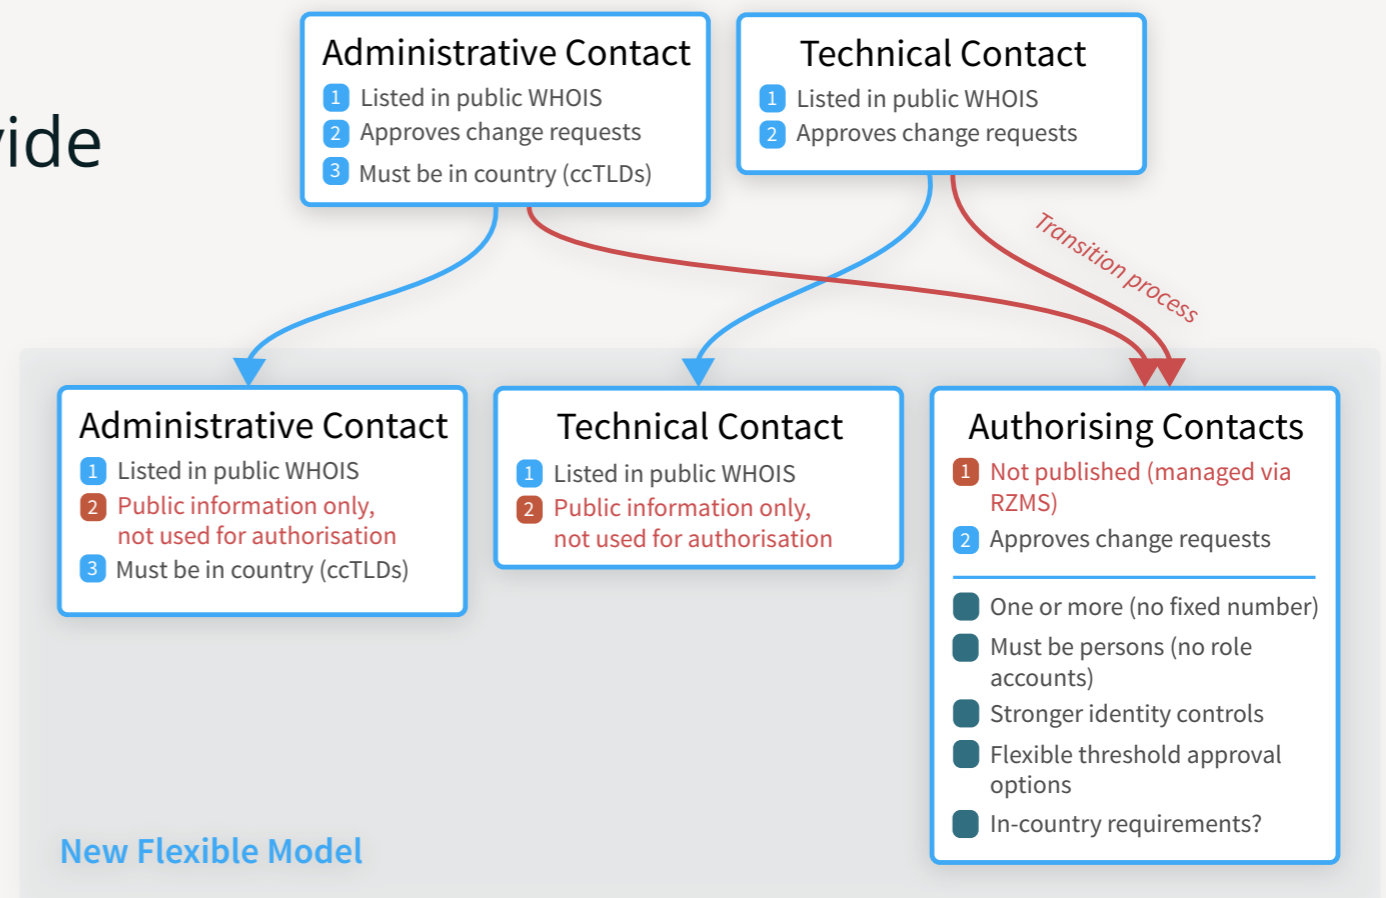 Administrative Contact
1 Listed in public WHOIS
2 Approves change requests
3 Must be in country (ccTLDs)
Technical Contact
1 Listed in public WHOIS
2 Approves change requests
Transition process
Administrative Contact
1 Listed in public WHOIS
2 Public information only,
not used for authorisation
3 Must be in country (ccTLDs)
Technical Contact
1 Listed in public WHOIS
2 Public information only,
not used for authorisation
Authorising Contacts
1 Not published (managed via
RZMS)
2 Approves change requests
One or more (no fixed number)
Must be persons (no role
accounts)
Stronger identity controls
Flexible threshold approval
options
In-country requirements?
New Flexible Model